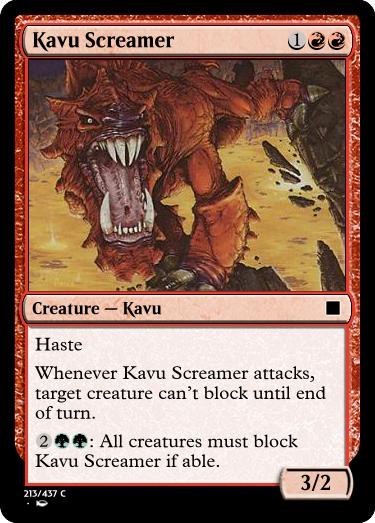 Kavu Screamer 1
Creature — Kavu
Haste
Whenever Kavu Screamer attacks,
target creature can't block until end
of turn.
2: All creatures must block
Kavu Screamer if able.
3/2
213/437 C